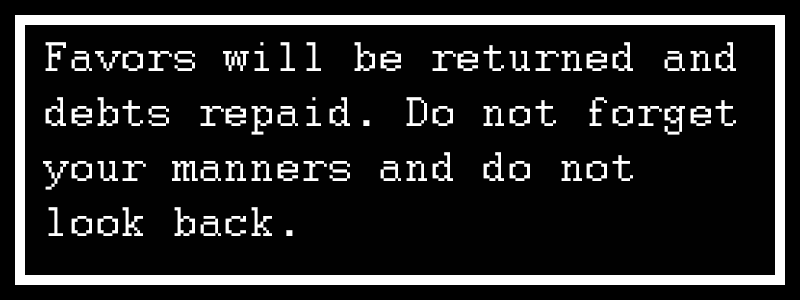 Favors will be returned and
debts repaid. Do not forget
your manners and do not
look back.